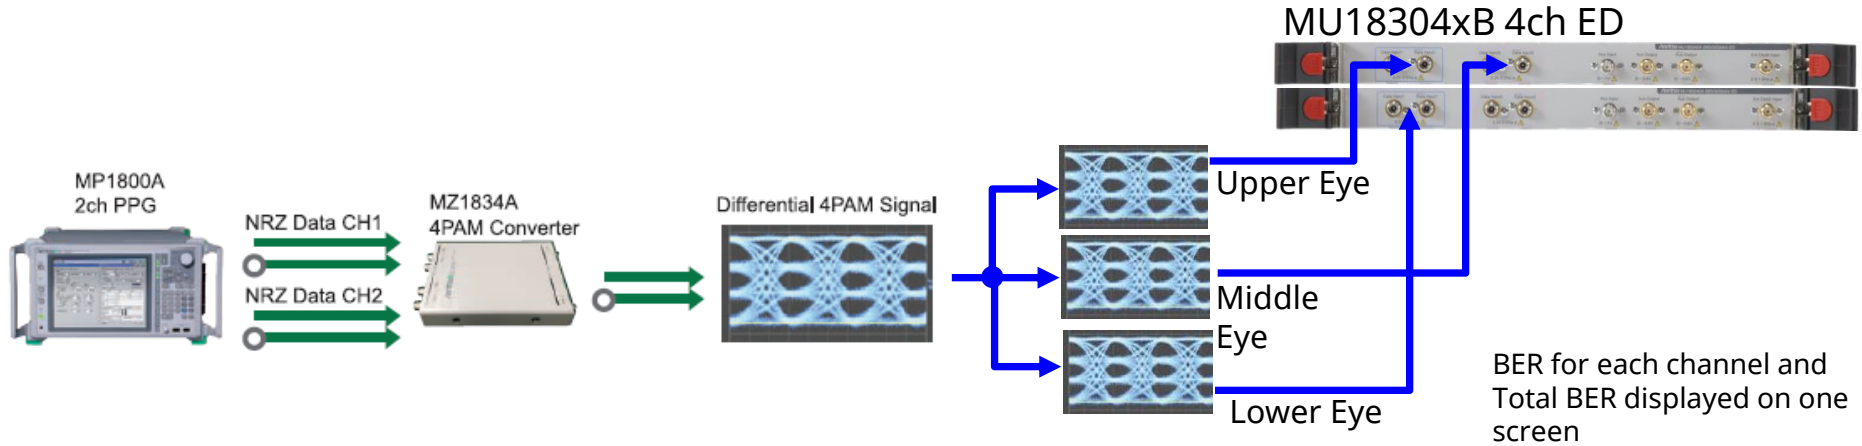 MU18304xB 4ch ED
MP1800A
2ch PPG
NRZ Data CH1
NRZ Data CH2
MZ1834A
4PAM Converter
Differential 4PAM Signal
Upper Eye
Middle
Eye
Lower Eye
BER for each channel and
Total BER displayed on one
screen